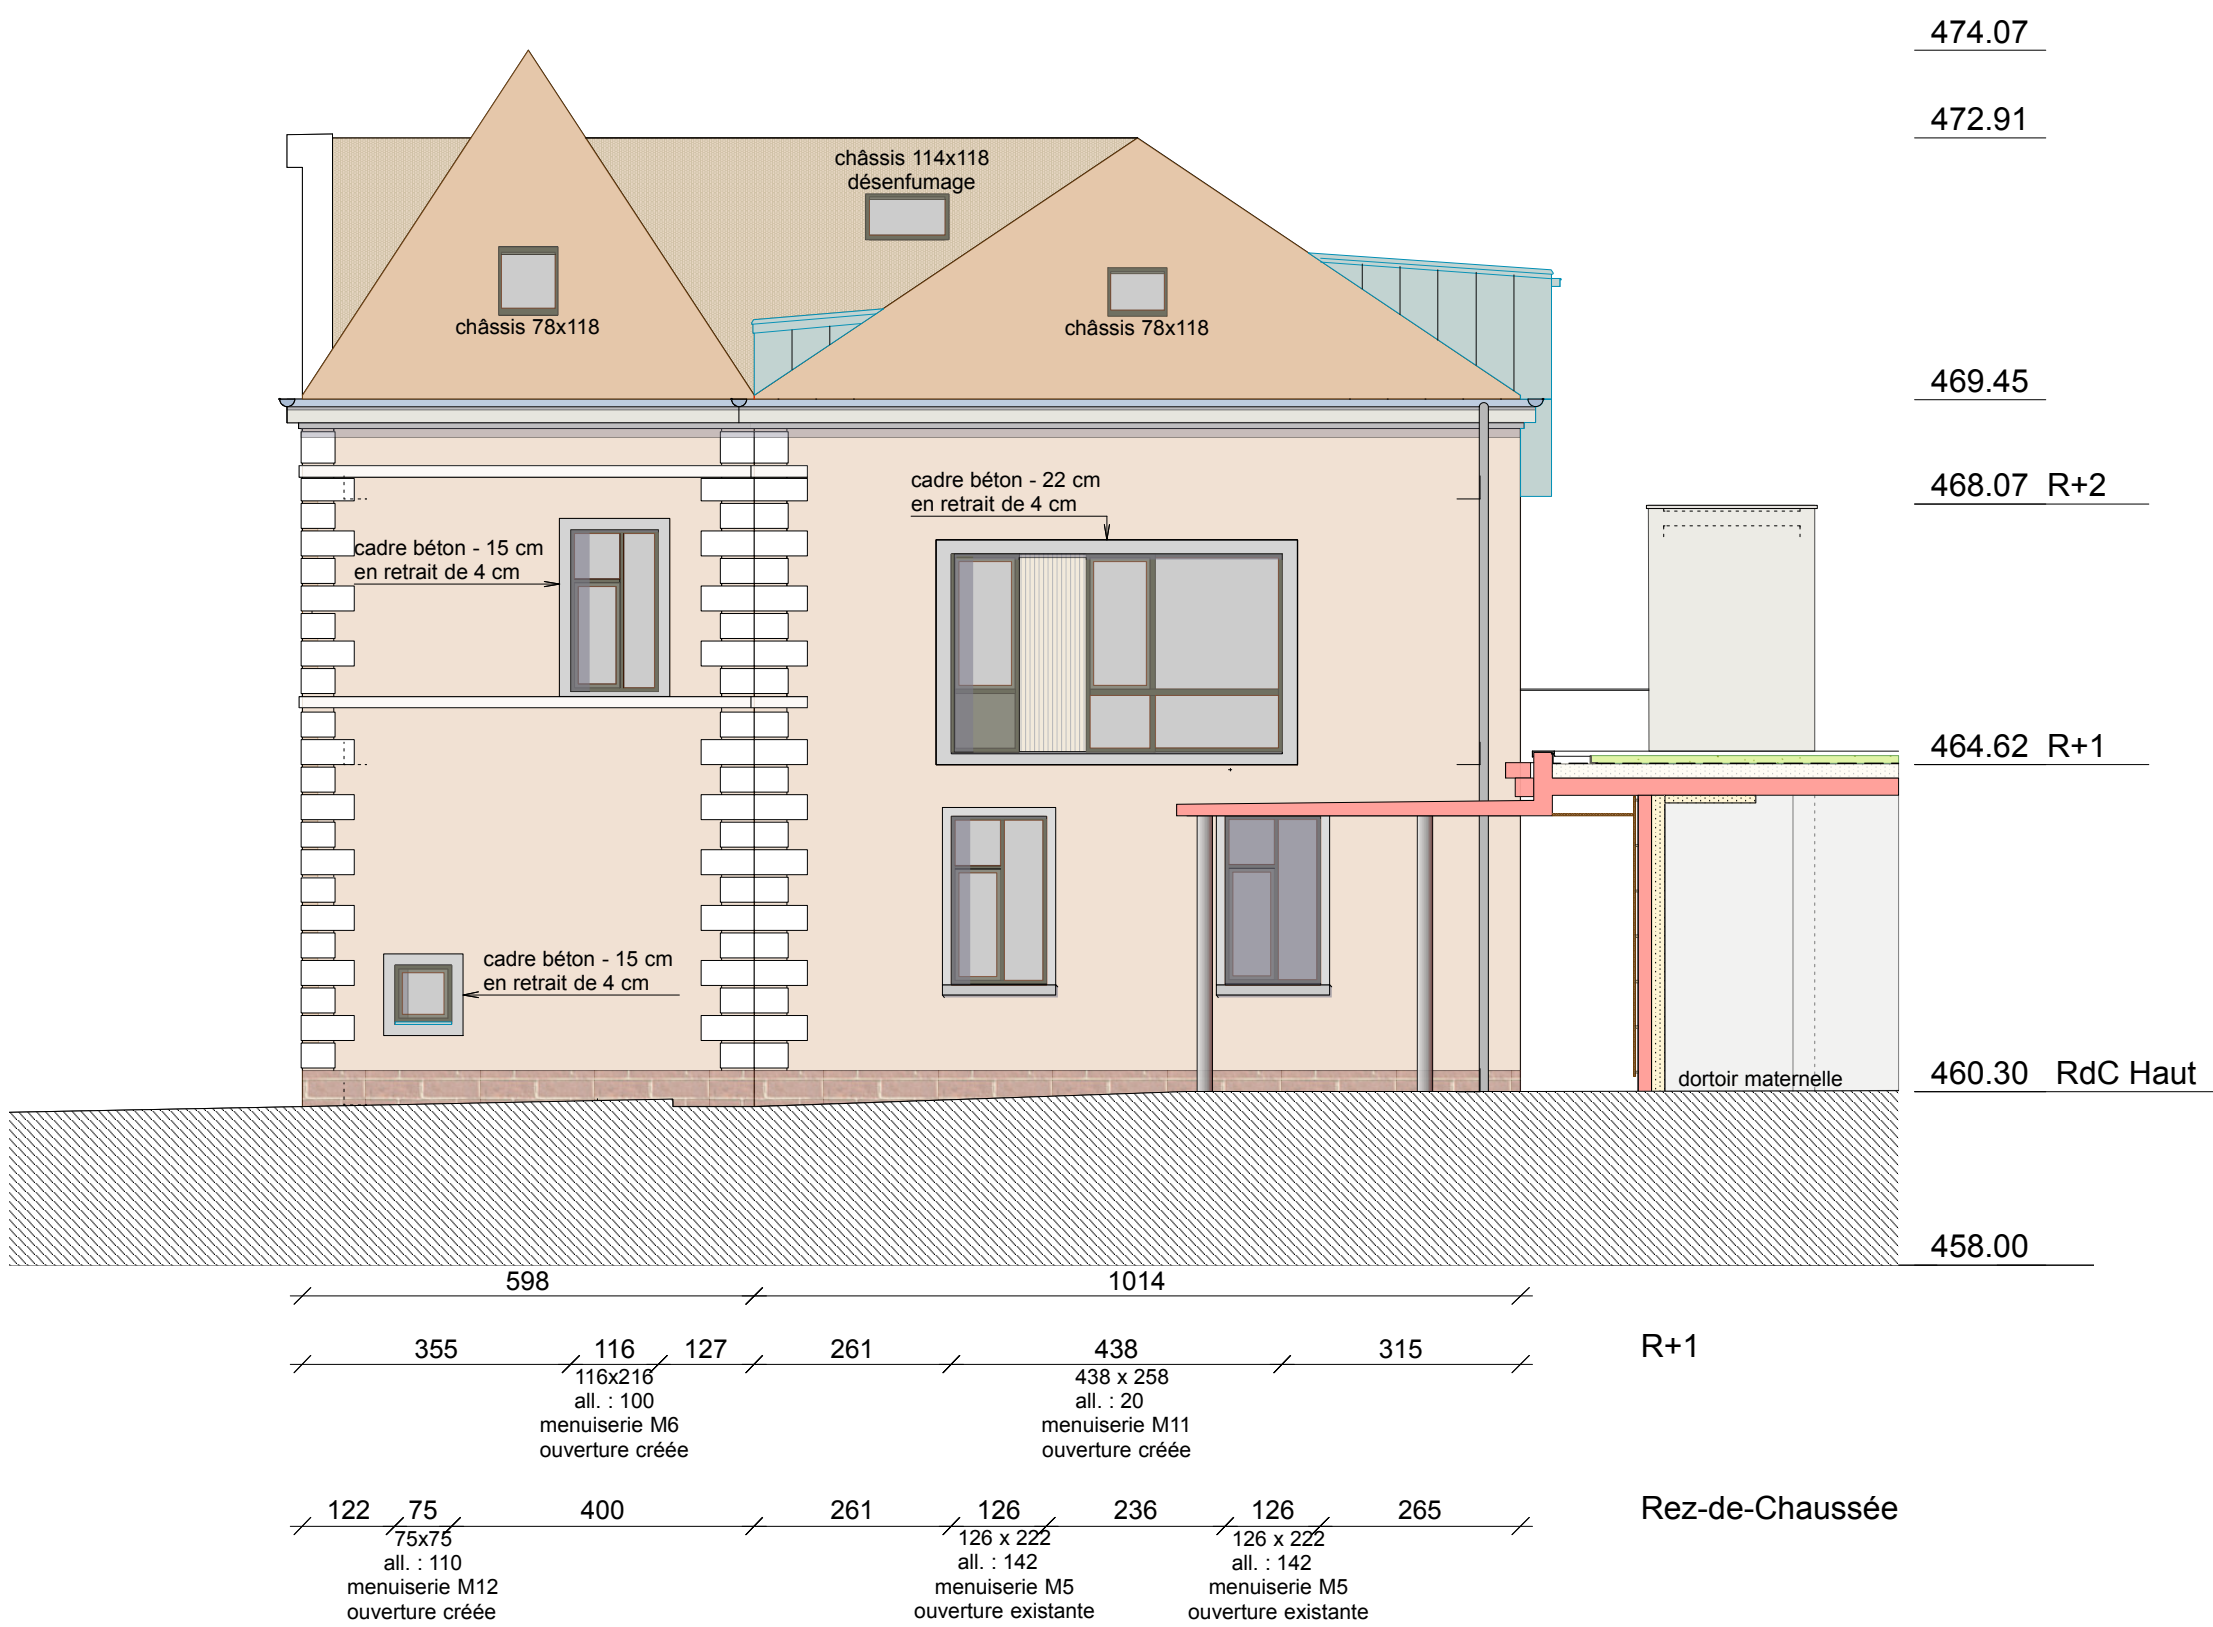 474.07
472.91
châssis 114x118
désenfumage
châssis 78x118
châssis 78x118
469.45
cadre béton - 22 cm
en retrait de 4 cm
468.07 R+2
cadre béton - 15 cm
en retrait de 4 cm
464.62 R+1
cadre béton - 15 cm
en retrait de 4 cm
dortoir maternelle
460.30 RdC Haut
458.00
598 1014
355 116 127 261 438 315 R+1
116x216
all. : 100
menuiserie M6
ouverture créée
438 x 258
all. : 20
menuiserie M11
ouverture créée
122 75 400 261 126 236 126 265 Rez-de-Chaussée
75x75
all. : 110
menuiserie M12
ouverture créée
126 x 222
all. : 142
menuiserie M5
ouverture existante
126 x 222
all. : 142
menuiserie M5
ouverture existante